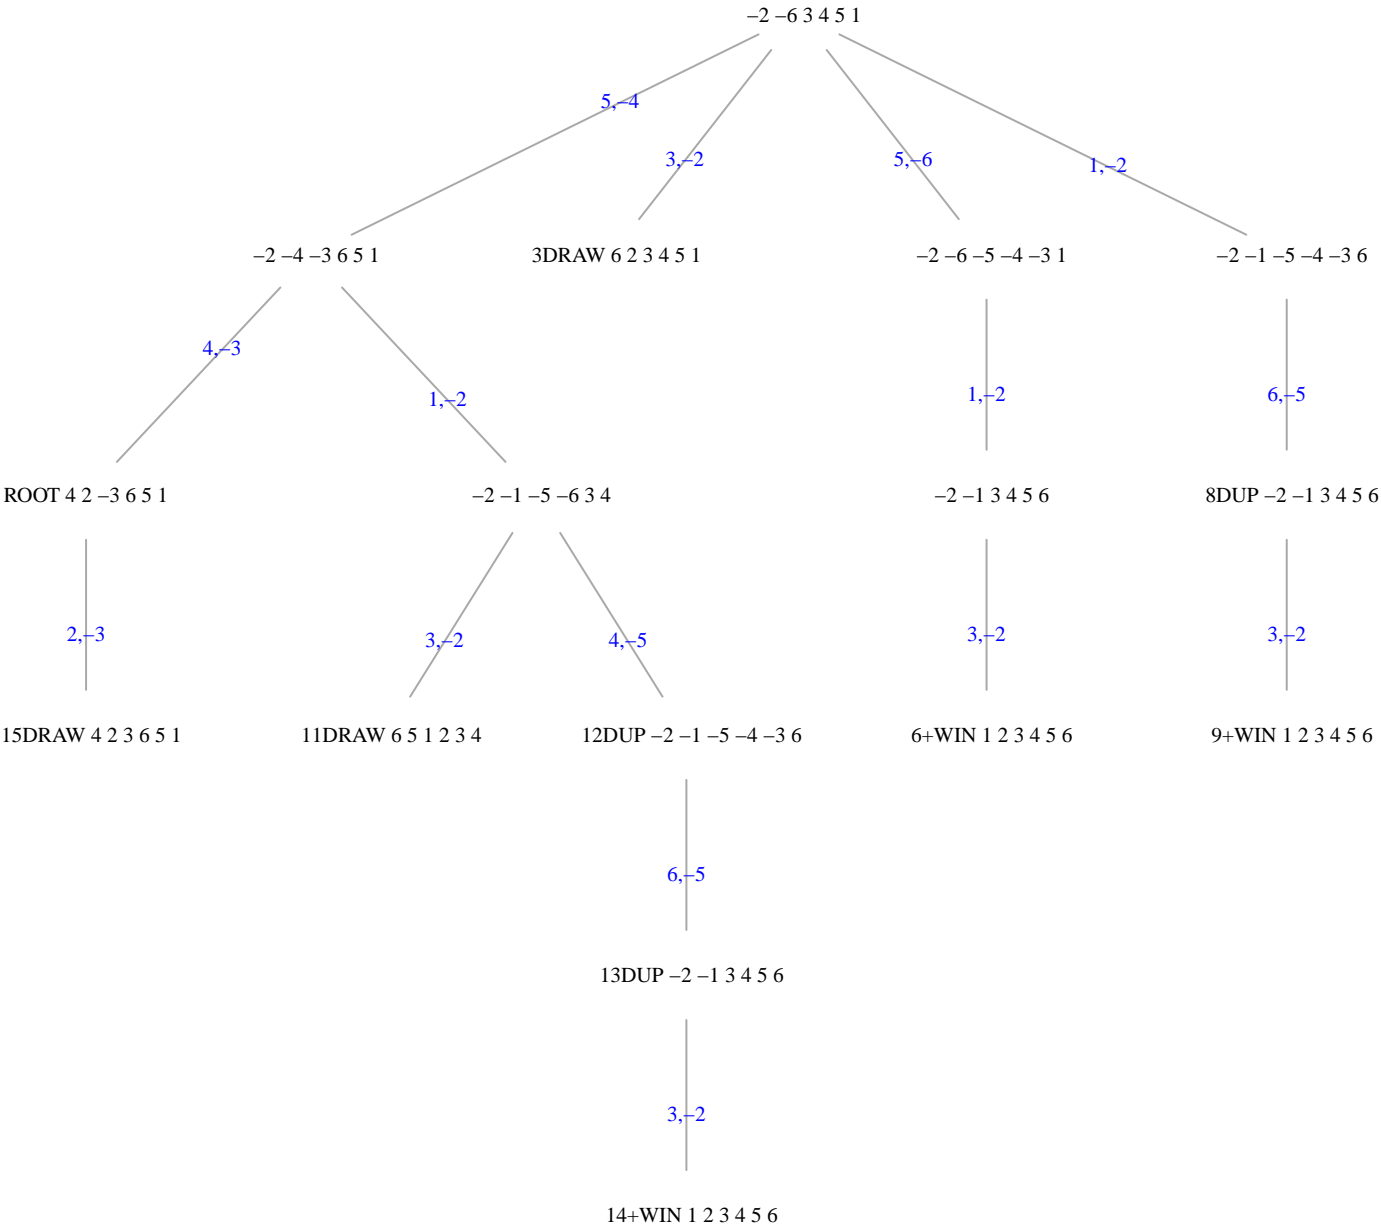 −2 −6 3 4 5 1
5,−4
3,−2
5,−6
1,−2
−2 −4 −3 6 5 1
3DRAW 6 2 3 4 5 1
−2 −6 −5 −4 −3 1
−2 −1 −5 −4 −3 6
4,−3
1,−2
1,−2
6,−5
ROOT 4 2 −3 6 5 1
−2 −1 −5 −6 3 4
−2 −1 3 4 5 6
8DUP −2 −1 3 4 5 6
2,−3
3,−2
4,−5
3,−2
3,−2
15DRAW 4 2 3 6 5 1
11DRAW 6 5 1 2 3 4
12DUP −2 −1 −5 −4 −3 6
6+WIN 1 2 3 4 5 6
9+WIN 1 2 3 4 5 6
6,−5
13DUP −2 −1 3 4 5 6
3,−2
14+WIN 1 2 3 4 5 6